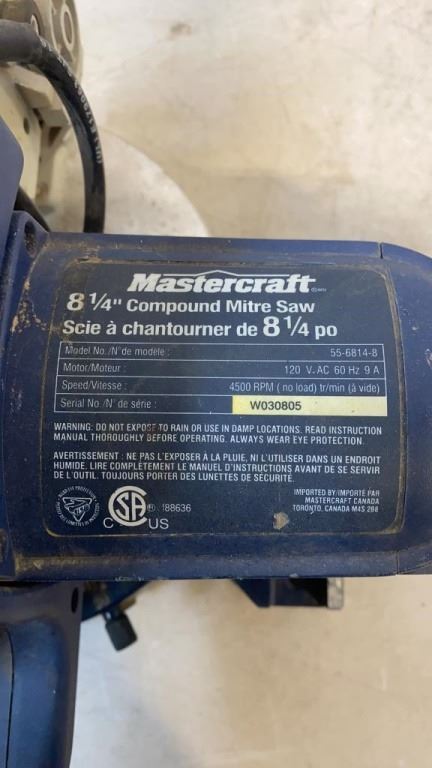 Mastercraft
8 1/4" Compound Mitre Saw
Scie à chantourner de 8 1/4 po
Model No./N° de modèle : 55-6814-8
Motor/Moteur : 120 V. AC 60 Hz 9 A
Speed/Vitesse : 4500 RPM ( no load) tr/min (à vide)
Serial No /N° de série : W030805
WARNING: DO NOT EXPOSE TO RAIN OR USE IN DAMP LOCATIONS. READ INSTRUCTION
MANUAL THOROUGHLY BEFORE OPERATING. ALWAYS WEAR EYE PROTECTION.
AVERTISSEMENT : NE PAS L'EXPOSER À LA PLUIE, NI L'UTILISER DANS UN ENDROIT
HUMIDE. LIRE COMPLETEMENT LE MANUEL D'INSTRUCTIONS AVANT DE SE SERVIR
DE L'OUTIL. TOUJOURS PORTER DES LUNETTES DE SÉCURITÉ.
IMPORTED BY/IMPORTÉ PAR
MASTERCRAFT CANADA
TORONTO, CANADA M4S 2B8
C SA ® 188636
C US